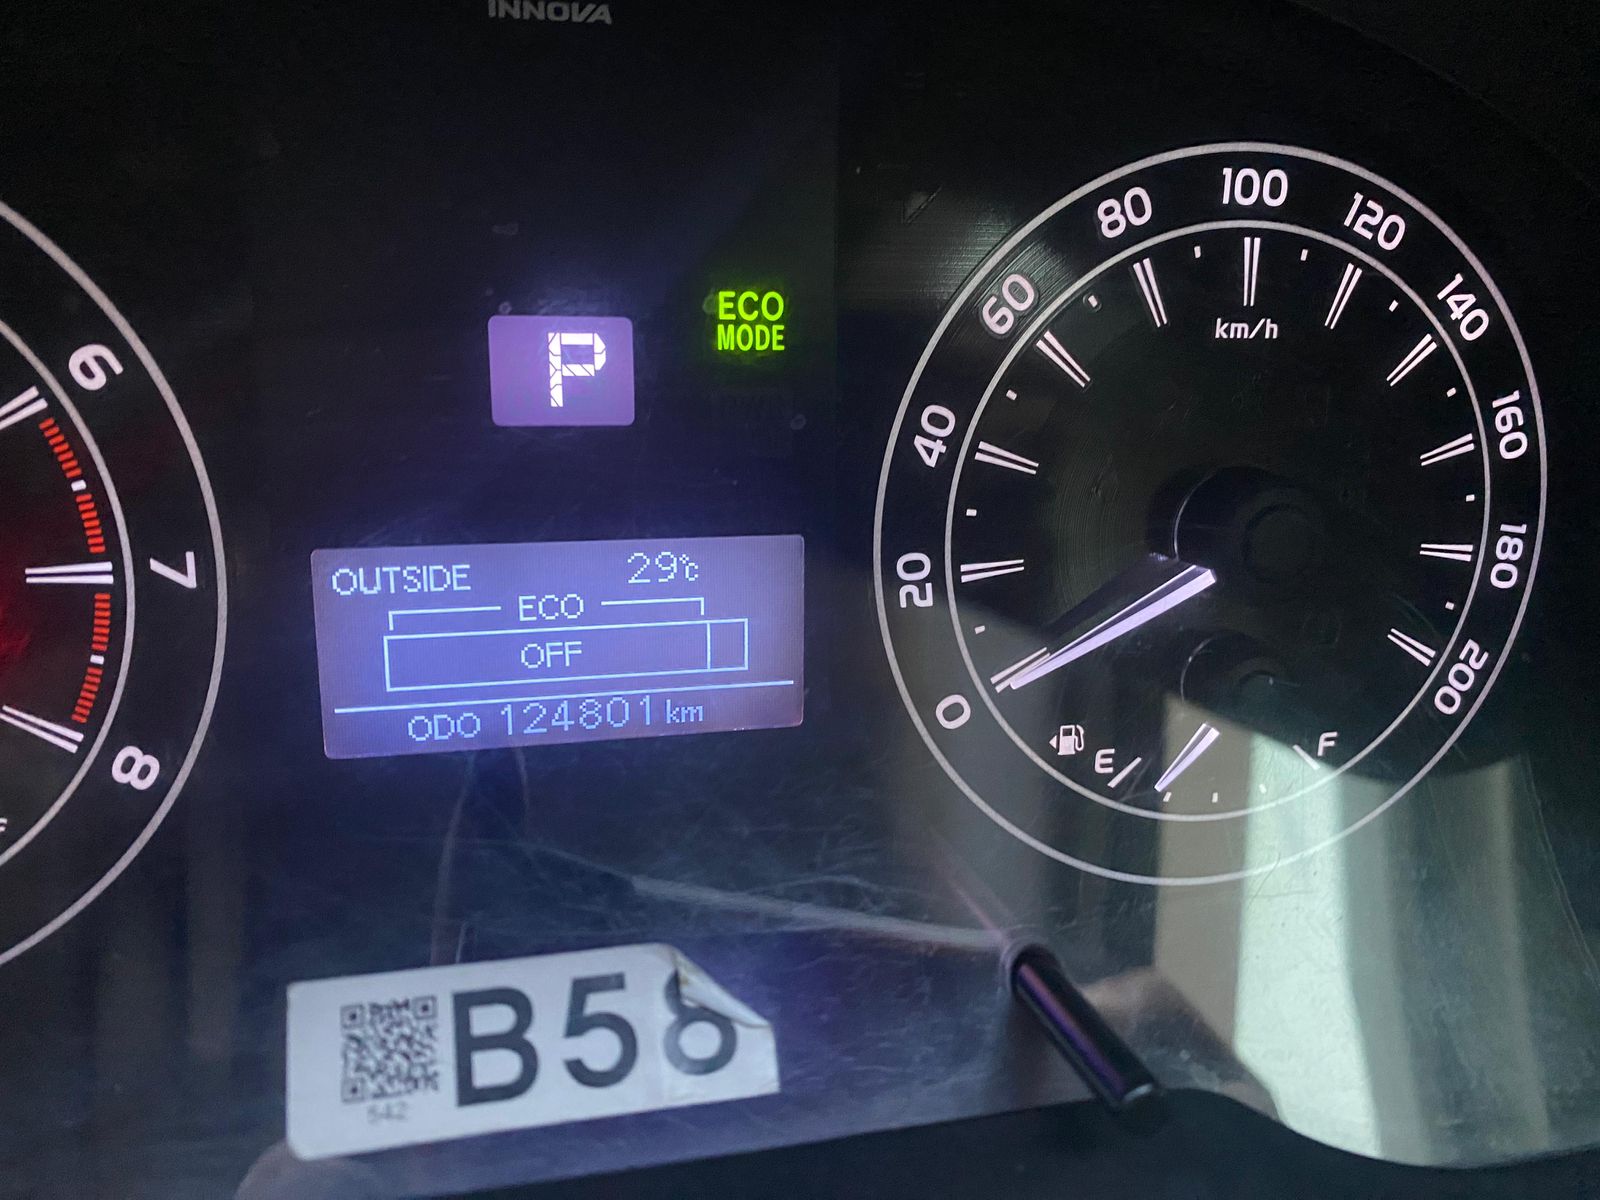 INNOVA
6
7
8
P
ECO
MODE
OUTSIDE 29℃
ECO
OFF
ODO 124801 km
0
20
40
60
80
100
120
140
160
180
200
km/h
E
F
B58
542